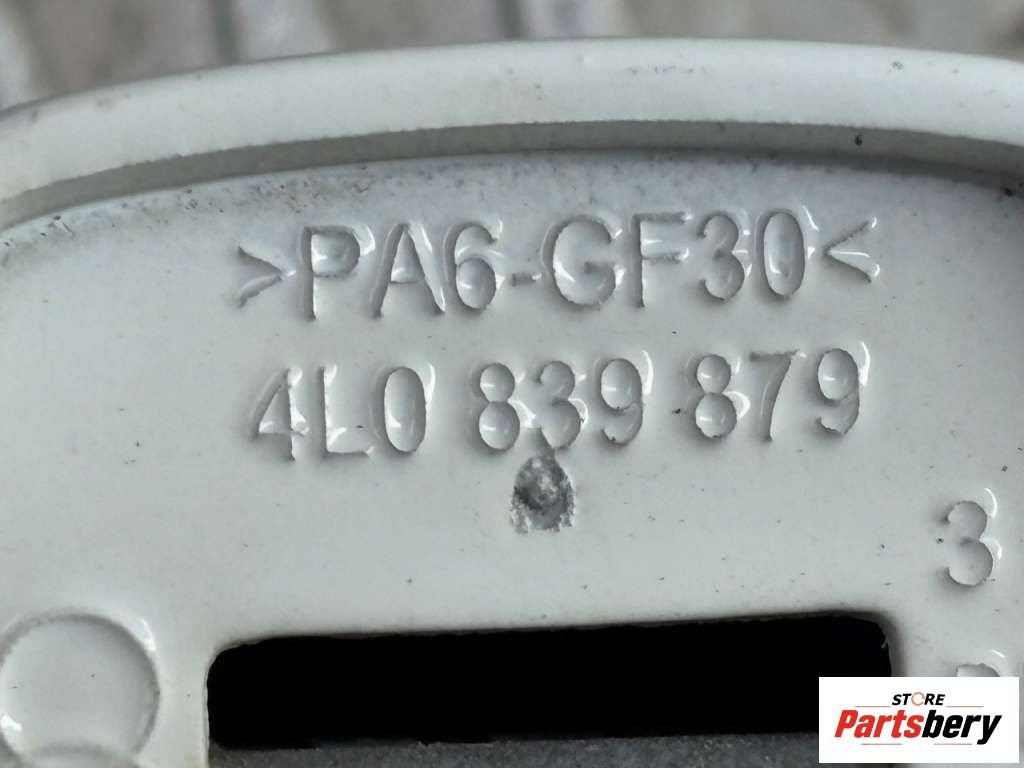 >PA6-GF30<
4L0 839 879
3
STORE
Partsbery